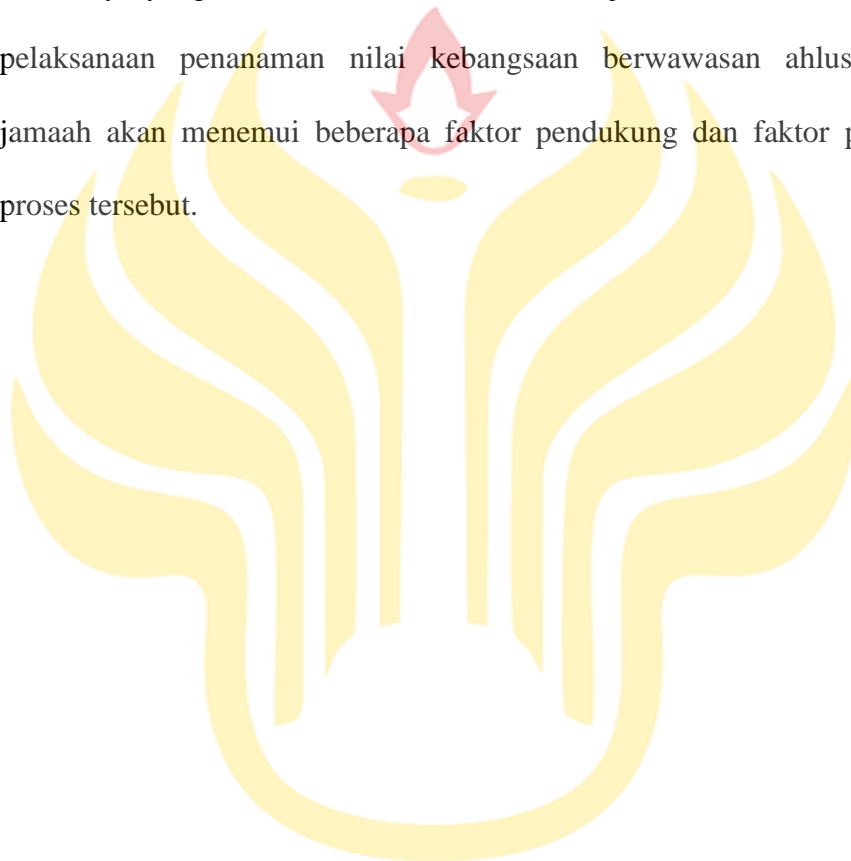 pelaksanaan penanaman nilai kebangsaan berwawasan ahlus
jamaah akan menemui beberapa faktor pendukung dan faktor p
proses tersebut.